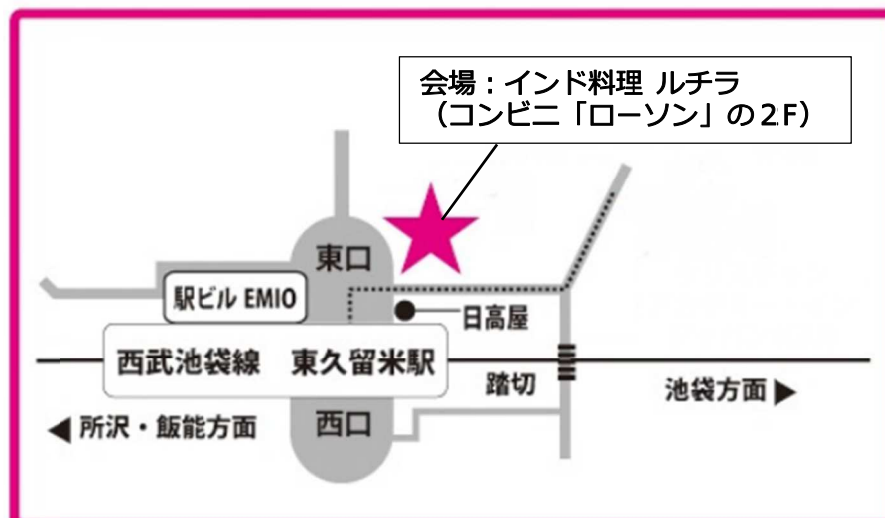 会場：インド料理 ルチラ
（コンビニ「ローソン」の２F）
東口
駅ビル EMIO
日高屋
西武池袋線　東久留米駅
踏切
池袋方面▶
◀所沢・飯能方面
西口